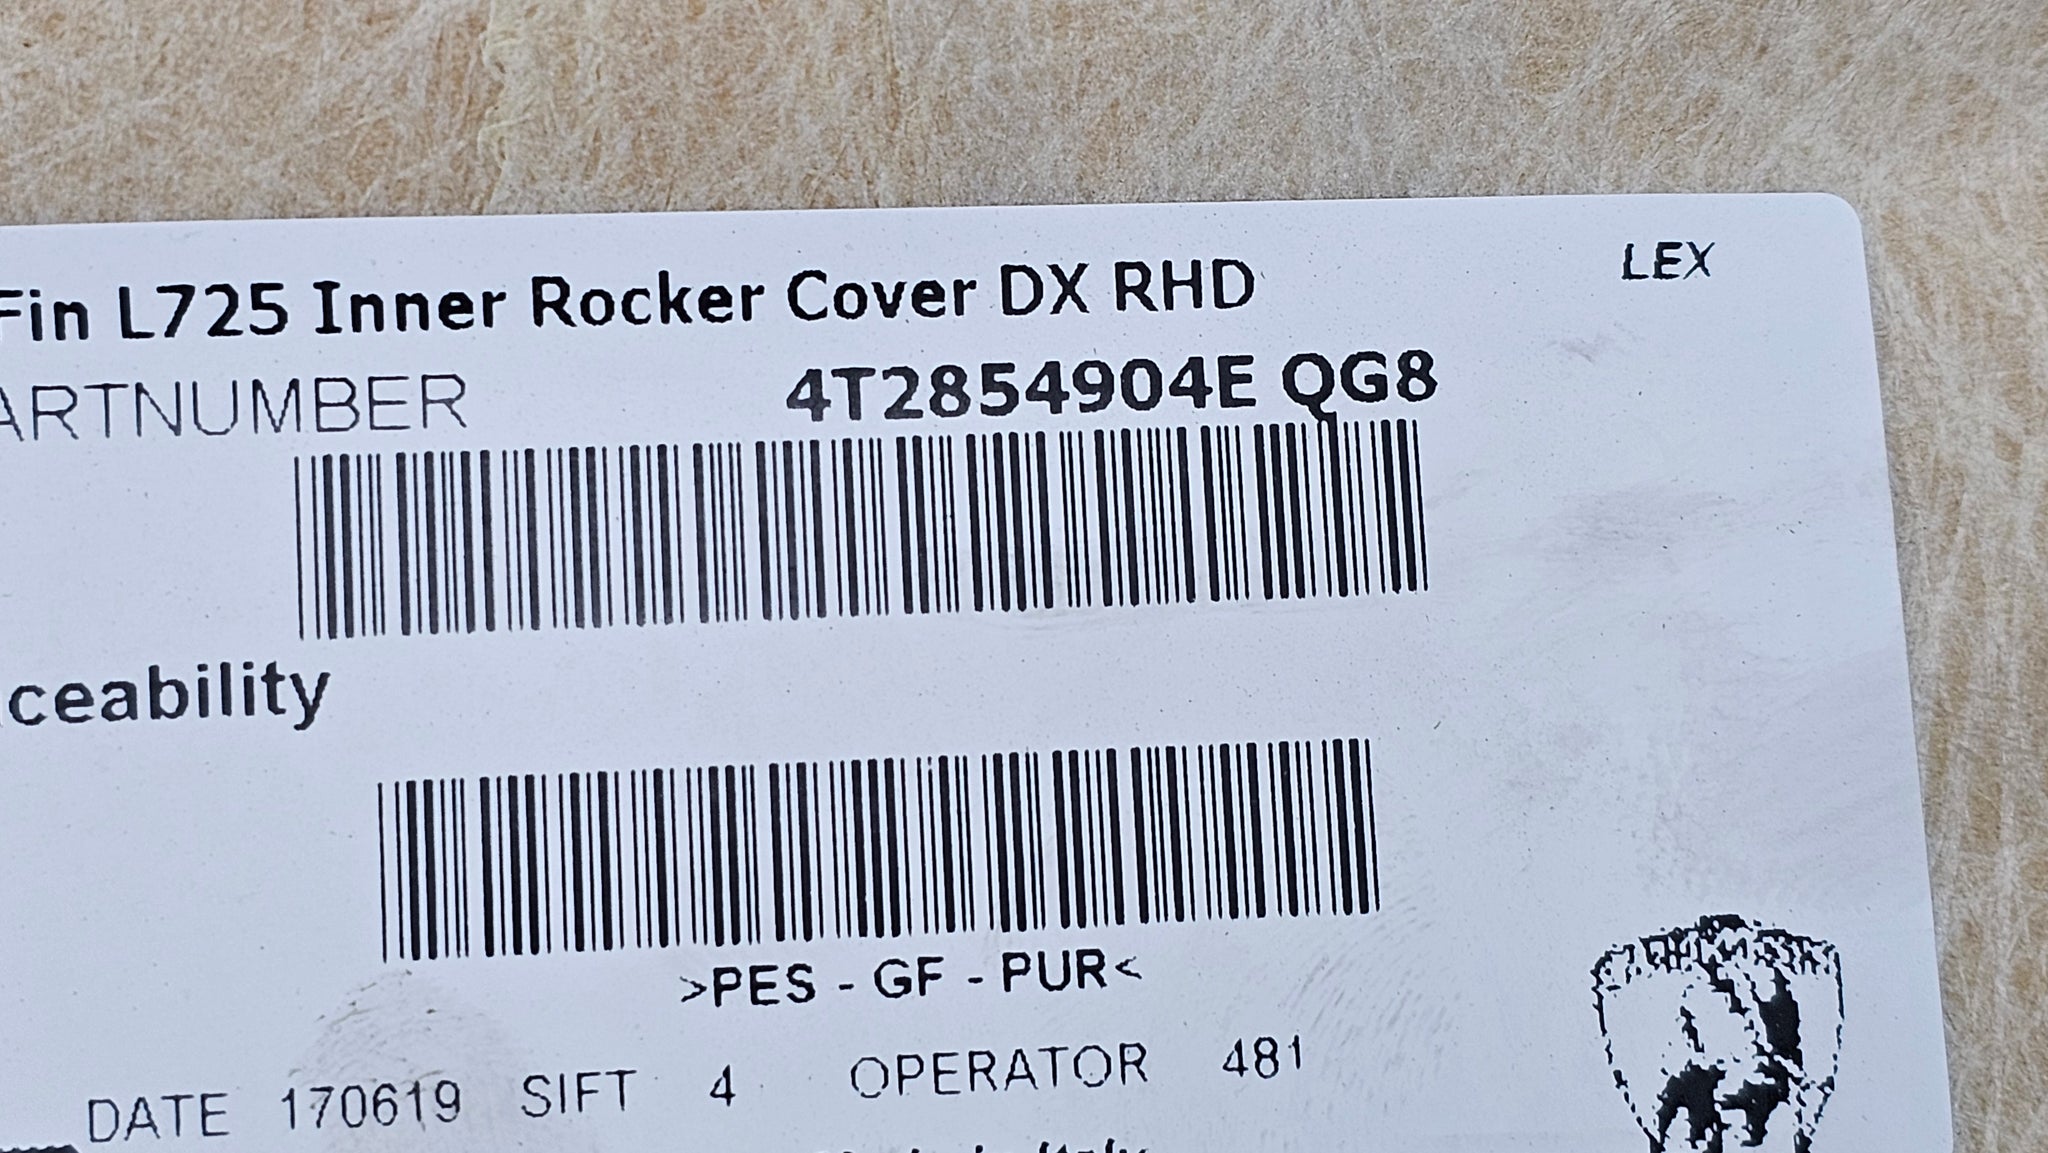 LEX
Fin L725 Inner Rocker Cover DX RHD
ARTNUMBER 4T2854904E QG8
ceability
>PES - GF - PUR<
DATE 170619 SIFT 4 OPERATOR 481